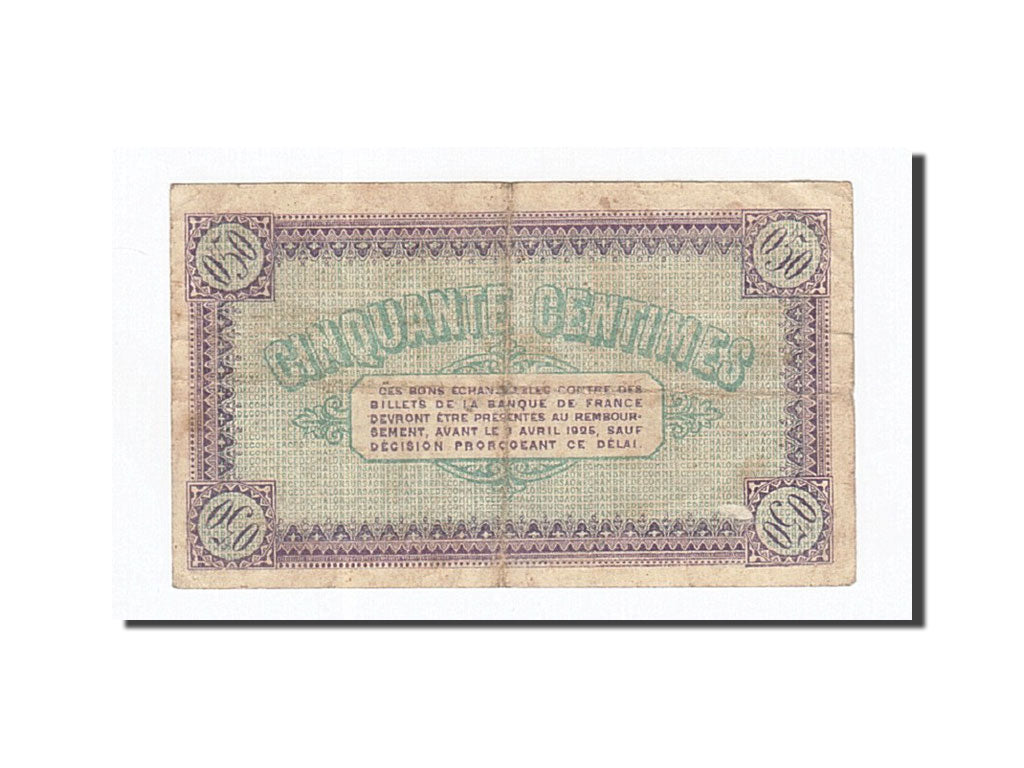 0.50 0.50
CINQUANTE CENTIMES
CES BONS ECHANGEABLES CONTRE DES
BILLETS DE LA BANQUE DE FRANCE
DEVRONT ÊTRE PRÉSENTÉS AU REMBOUR-
SEMENT, AVANT LE 1 AVRIL 1925, SAUF
DÉCISION PROROGEANT CE DÉLAI.
0.50 0.50